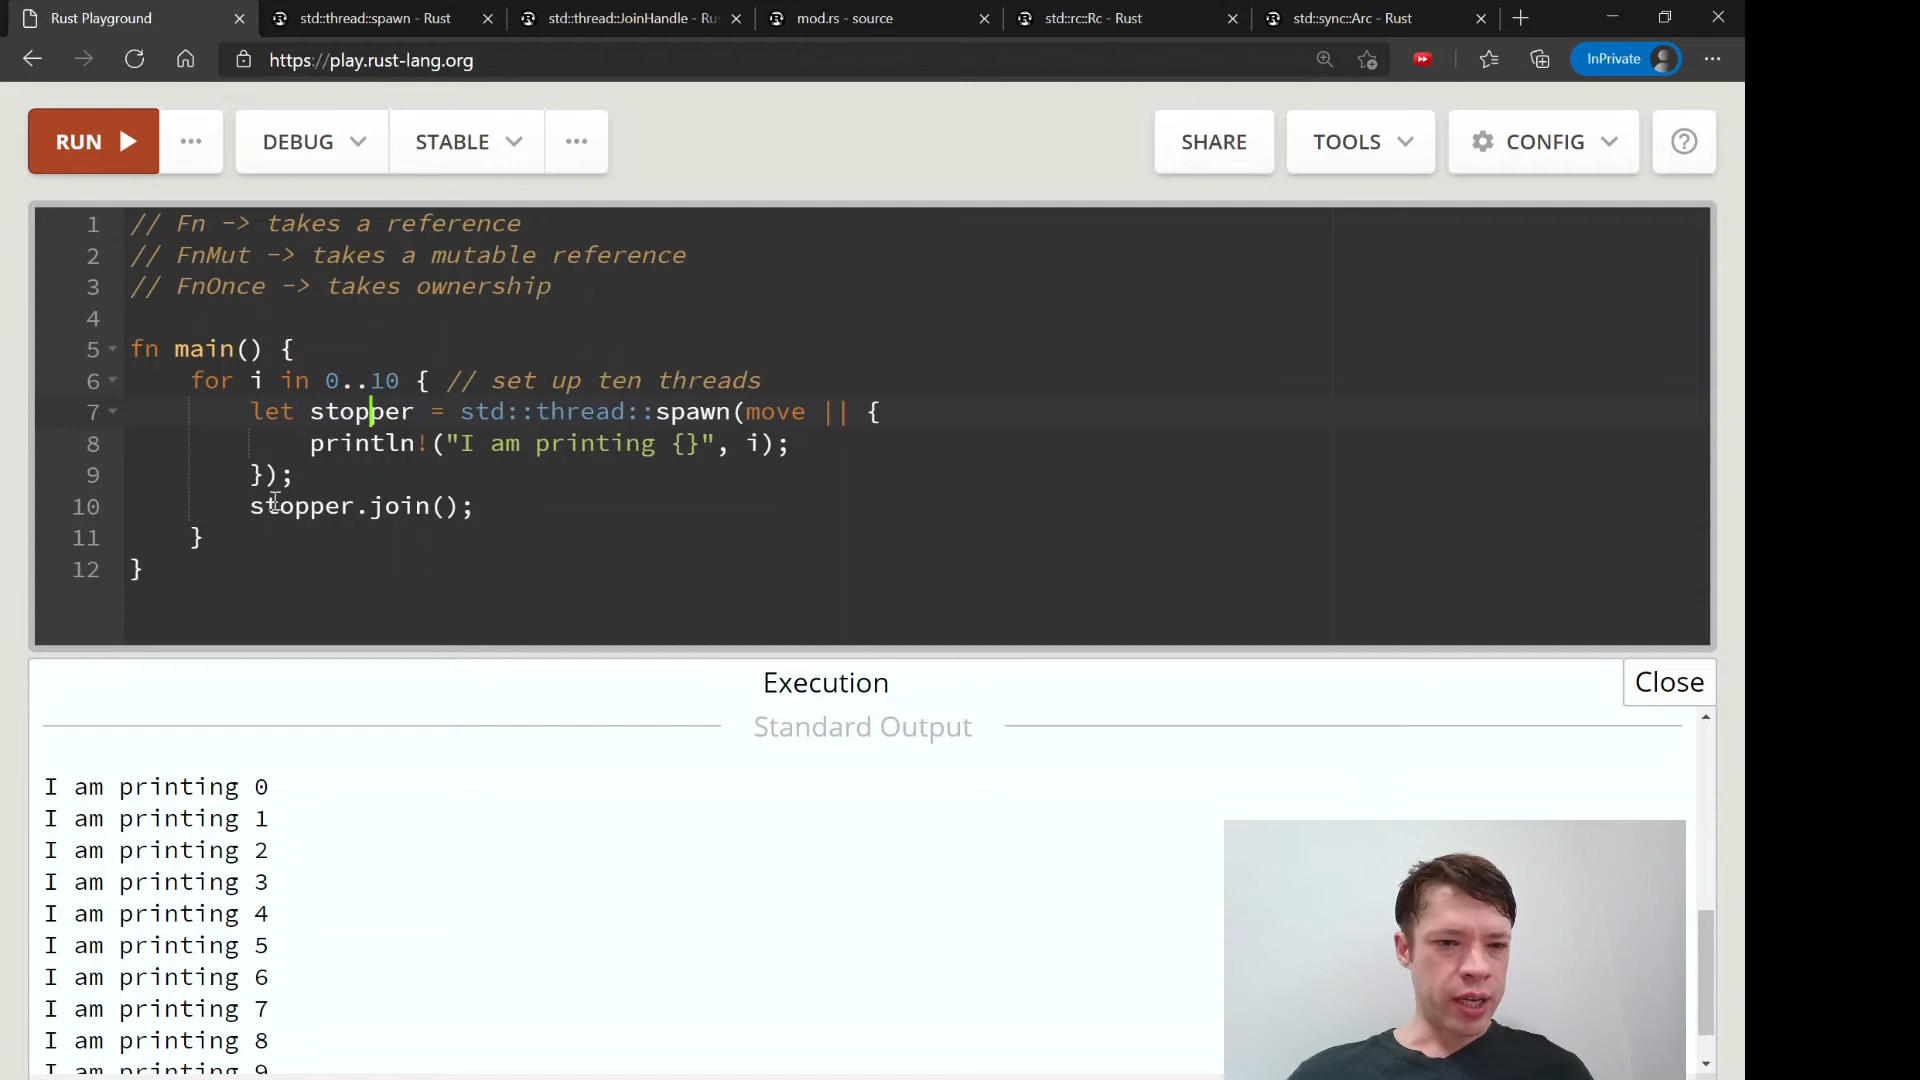 Rust Playground
std::thread::spawn - Rust
std::thread::JoinHandle - Ru
mod.rs - source
std::rc::Rc - Rust
std::sync::Arc - Rust
https://play.rust-lang.org
InPrivate
RUN
DEBUG
STABLE
SHARE
TOOLS
CONFIG
1 // Fn -> takes a reference
2 // FnMut -> takes a mutable reference
3 // FnOnce -> takes ownership
4
5 fn main() {
6 for i in 0..10 { // set up ten threads
7 let stopper = std::thread::spawn(move || {
8 println!("I am printing {}", i);
9 });
10 stopper.join();
11 }
12 }
Execution
Close
Standard Output
I am printing 0
I am printing 1
I am printing 2
I am printing 3
I am printing 4
I am printing 5
I am printing 6
I am printing 7
I am printing 8
I am printing 9